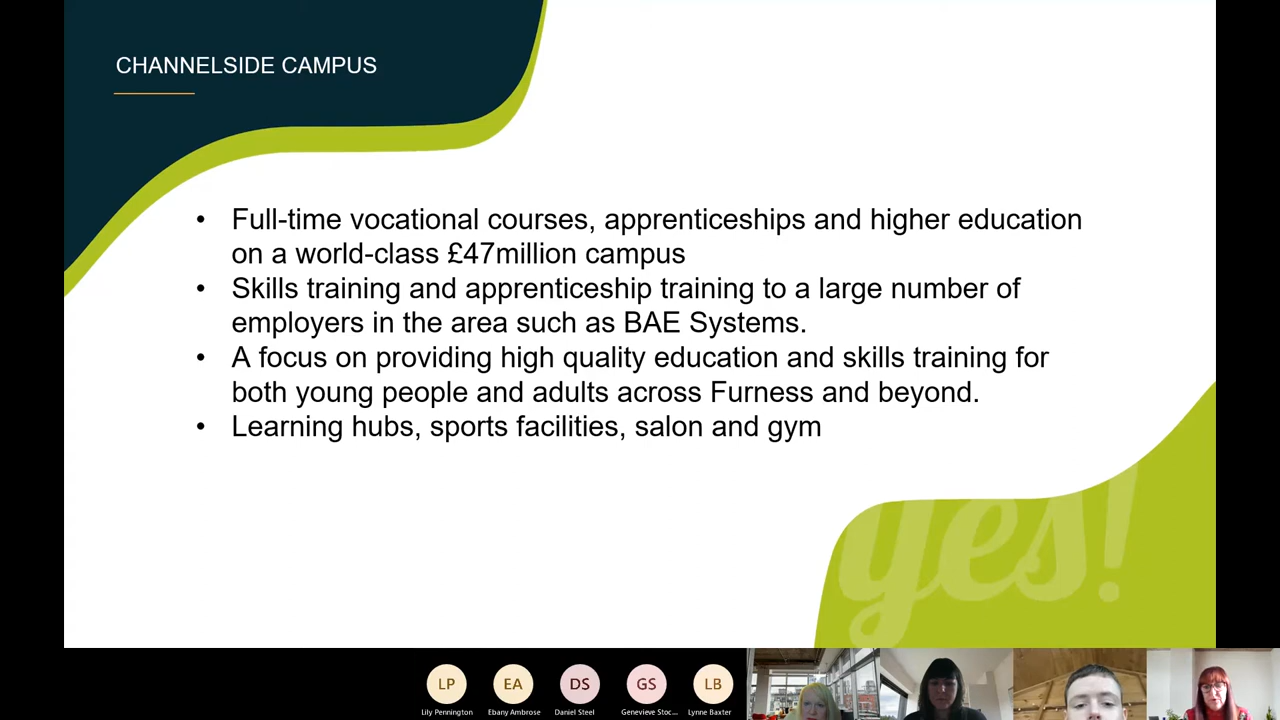 CHANNELSIDE CAMPUS
• Full-time vocational courses, apprenticeships and higher education
on a world-class £47million campus
• Skills training and apprenticeship training to a large number of
employers in the area such as BAE Systems.
• A focus on providing high quality education and skills training for
both young people and adults across Furness and beyond.
• Learning hubs, sports facilities, salon and gym
yes!
LP EA DS GS LB
Lily Pennington Ebany Ambrose Daniel Steel Genevieve Stoc... Lynne Baxter